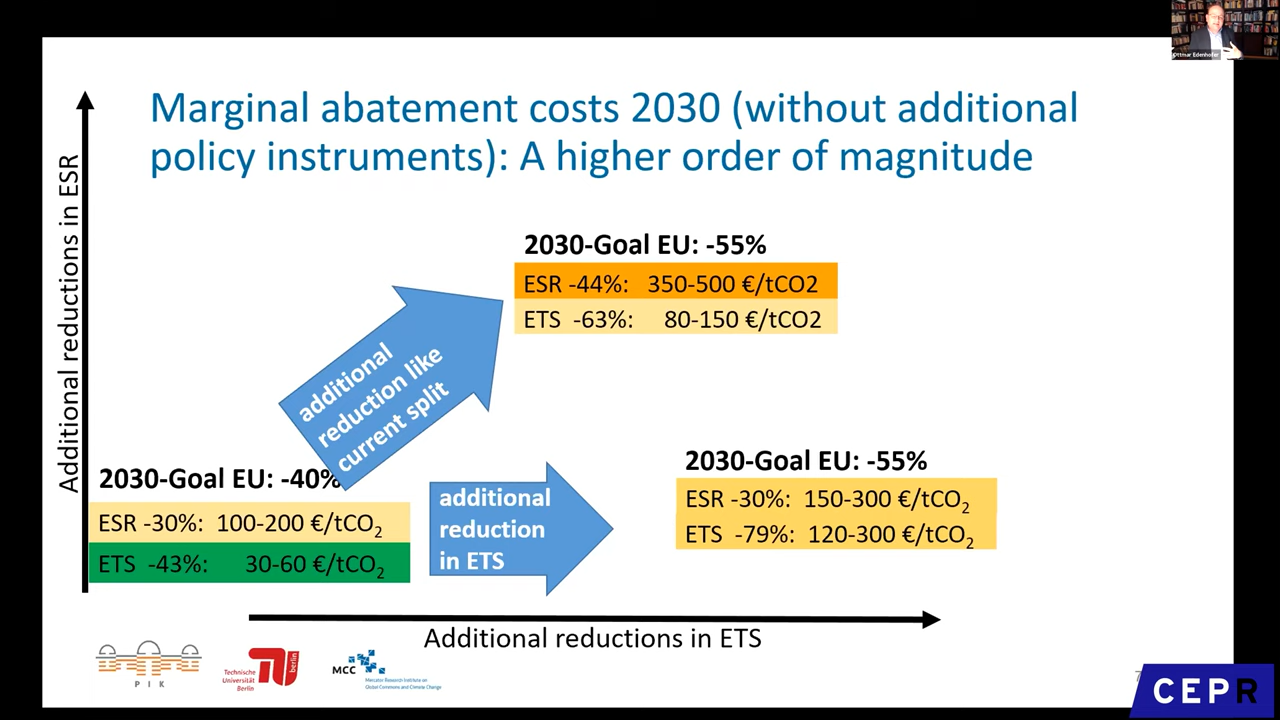 Ottmar Edenhofer
Marginal abatement costs 2030 (without additional
policy instruments): A higher order of magnitude
Additional reductions in ESR
2030-Goal EU: -55%
ESR -44%: 350-500 €/tCO2
ETS -63%: 80-150 €/tCO2
additional
reduction like
current split
2030-Goal EU: -40%
ESR -30%: 100-200 €/tCO₂
ETS -43%: 30-60 €/tCO₂
additional
reduction
in ETS
2030-Goal EU: -55%
ESR -30%: 150-300 €/tCO₂
ETS -79%: 120-300 €/tCO₂
Additional reductions in ETS
PIK
Technische
Universität
Berlin
berlin
MCC
Mercator Research Institute on
Global Commons and Climate Change
7
CEPR